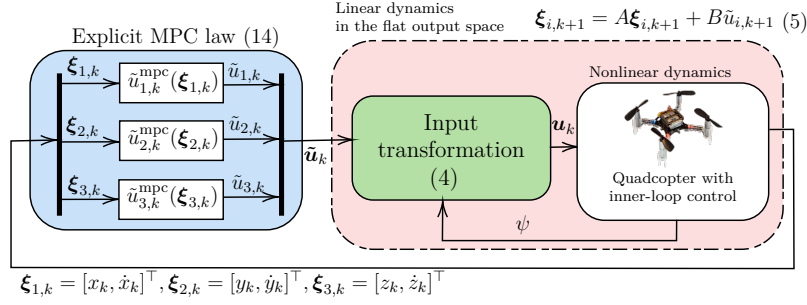 Linear dynamics
in the flat output space
ξ_{i,k+1} = Aξ_{i,k+1} + Bũ_{i,k+1} (5)
Explicit MPC law (14)
ξ_{1,k}
ũ^{mpc}_{1,k}(ξ_{1,k})
ũ_{1,k}
ξ_{2,k}
ũ^{mpc}_{2,k}(ξ_{2,k})
ũ_{2,k}
ξ_{3,k}
ũ^{mpc}_{3,k}(ξ_{3,k})
ũ_{3,k}
ũ_k
Input
transformation
(4)
u_k
Nonlinear dynamics
Quadcopter with
inner-loop control
ψ
ξ_{1,k} = [x_k, ẋ_k]^⊤, ξ_{2,k} = [y_k, ẏ_k]^⊤, ξ_{3,k} = [z_k, ż_k]^⊤